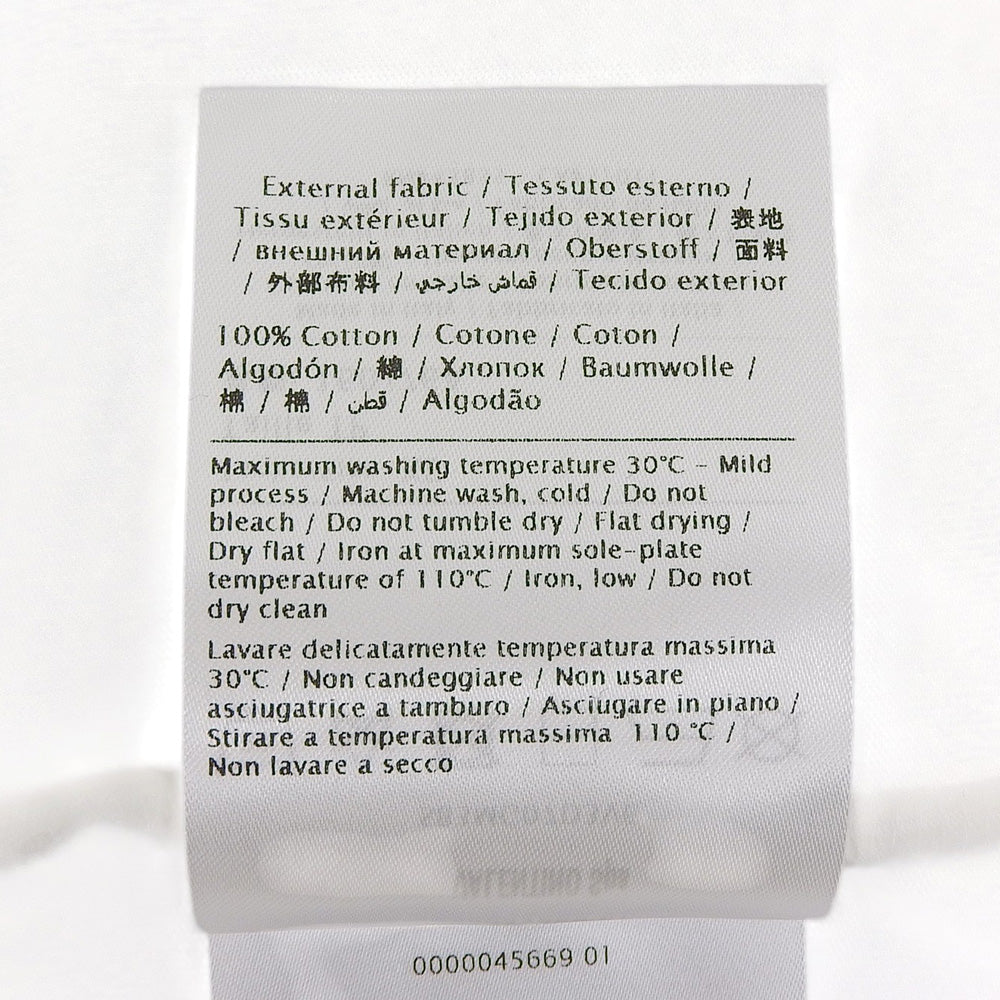 External fabric / Tessuto esterno /
Tissu extérieur / Tejido exterior / 表地
/ внешний материал / Oberstoff / 面料
/ 外部布料 / قماش خارجي / Tecido exterior
100% Cotton / Cotone / Coton /
Algodón / 綿 / Хлопок / Baumwolle /
棉 / 棉 / قطن / Algodão
Maximum washing temperature 30°C - Mild
process / Machine wash, cold / Do not
bleach / Do not tumble dry / Flat drying /
Dry flat / Iron at maximum sole-plate
temperature of 110°C / Iron, low / Do not
dry clean
Lavare delicatamente temperatura massima
30°C / Non candeggiare / Non usare
asciugatrice a tamburo / Asciugare in piano /
Stirare a temperatura massima 110 °C /
Non lavare a secco
VALENTINO SpA
0000045669 01